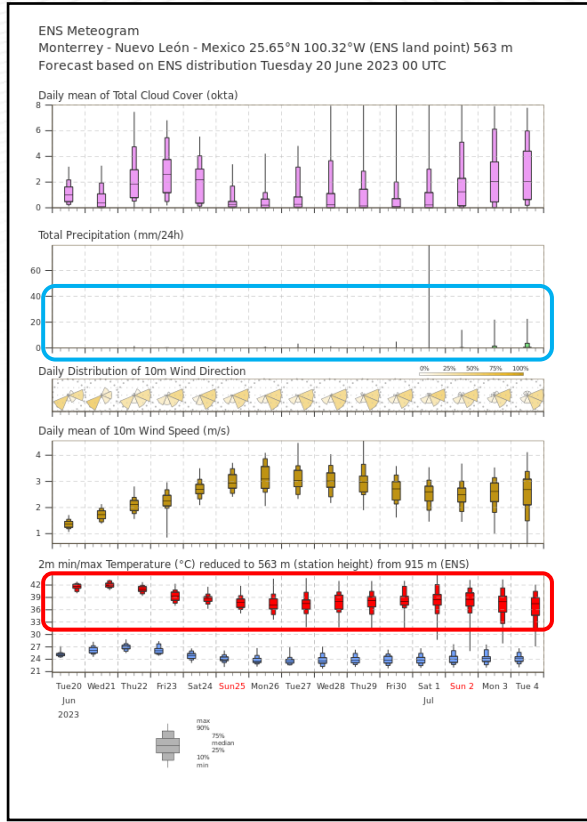 ENS Meteogram
Monterrey - Nuevo León - Mexico 25.65°N 100.32°W (ENS land point) 563 m
Forecast based on ENS distribution Tuesday 20 June 2023 00 UTC
Daily mean of Total Cloud Cover (okta)
8
6
4
2
0
Total Precipitation (mm/24h)
60
40
20
0
Daily Distribution of 10m Wind Direction
0% 25% 50% 75% 100%
Daily mean of 10m Wind Speed (m/s)
4
3
2
1
2m min/max Temperature (°C) reduced to 563 m (station height) from 915 m (ENS)
42
39
36
33
30
27
24
21
Tue20 Wed21 Thu22 Fri23 Sat24 Sun25 Mon26 Tue27 Wed28 Thu29 Fri30 Sat 1 Sun 2 Mon 3 Tue 4
Jun Jul
2023
max
90%
75%
median
25%
10%
min